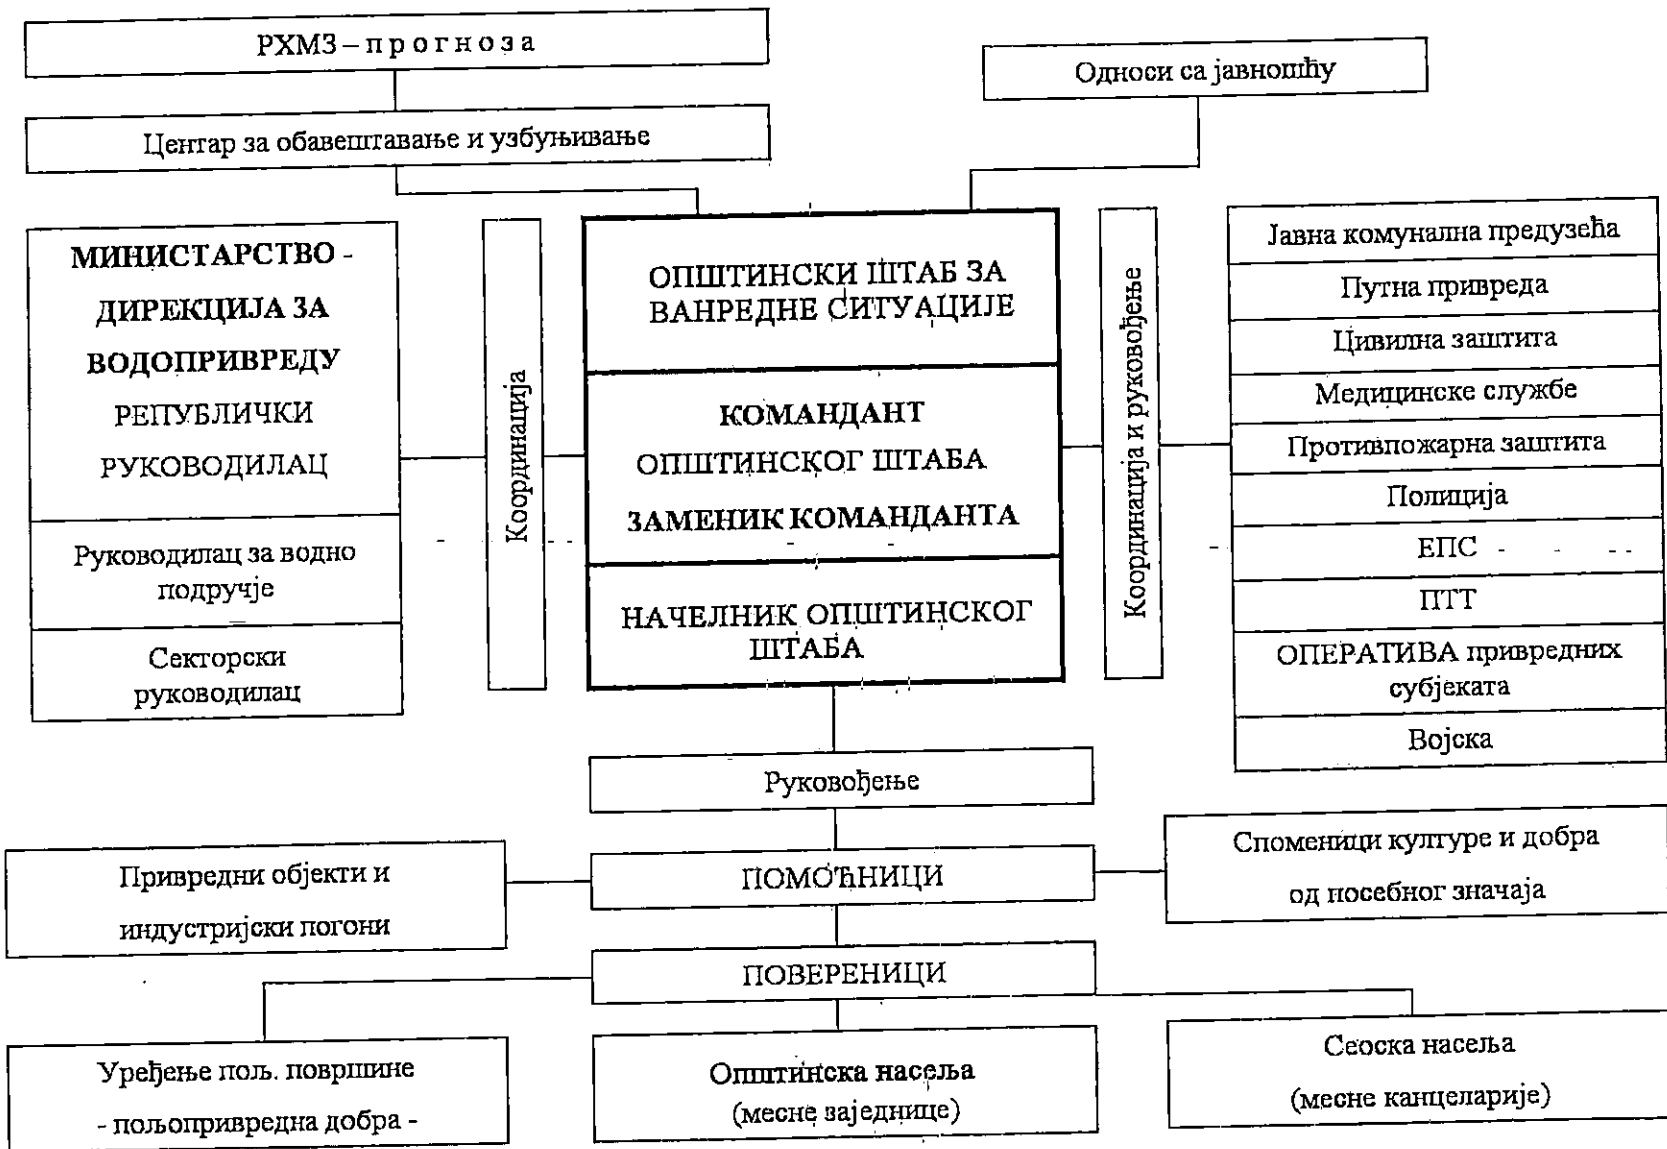 РХМЗ – п р о г н о з а
Односи са јавношћу
Центар за обавештавање и узбуњивање
МИНИСТАРСТВО -
ДИРЕКЦИЈА ЗА
ВОДОПРИВРЕДУ
РЕПУБЛИЧКИ
РУКОВОДИЛАЦ
Руководилац за водно
подручје
Секторски
руководилац
Координација
ОПШТИНСКИ ШТАБ ЗА
ВАНРЕДНЕ СИТУАЦИЈЕ
КОМАНДАНТ
ОПШТИНСКОГ ШТАБА
ЗАМЕНИК КОМАНДАНТА
НАЧЕЛНИК ОПШТИНСКОГ
ШТАБА
Координација и руковођење
Јавна комунална предузећа
Путна привреда
Цивилна заштита
Медицинске службе
Противпожарна заштита
Полиција
ЕПС
ПТТ
ОПЕРАТИВА привредних
субјеката
Војска
Руковођење
Привредни објекти и
индустријски погони
ПОМОЋНИЦИ
Споменици културе и добра
од посебног значаја
ПОВЕРЕНИЦИ
Уређење пољ. површине
- пољопривредна добра -
Општинска насеља
(месне заједнице)
Сеоска насеља
(месне канцеларије)